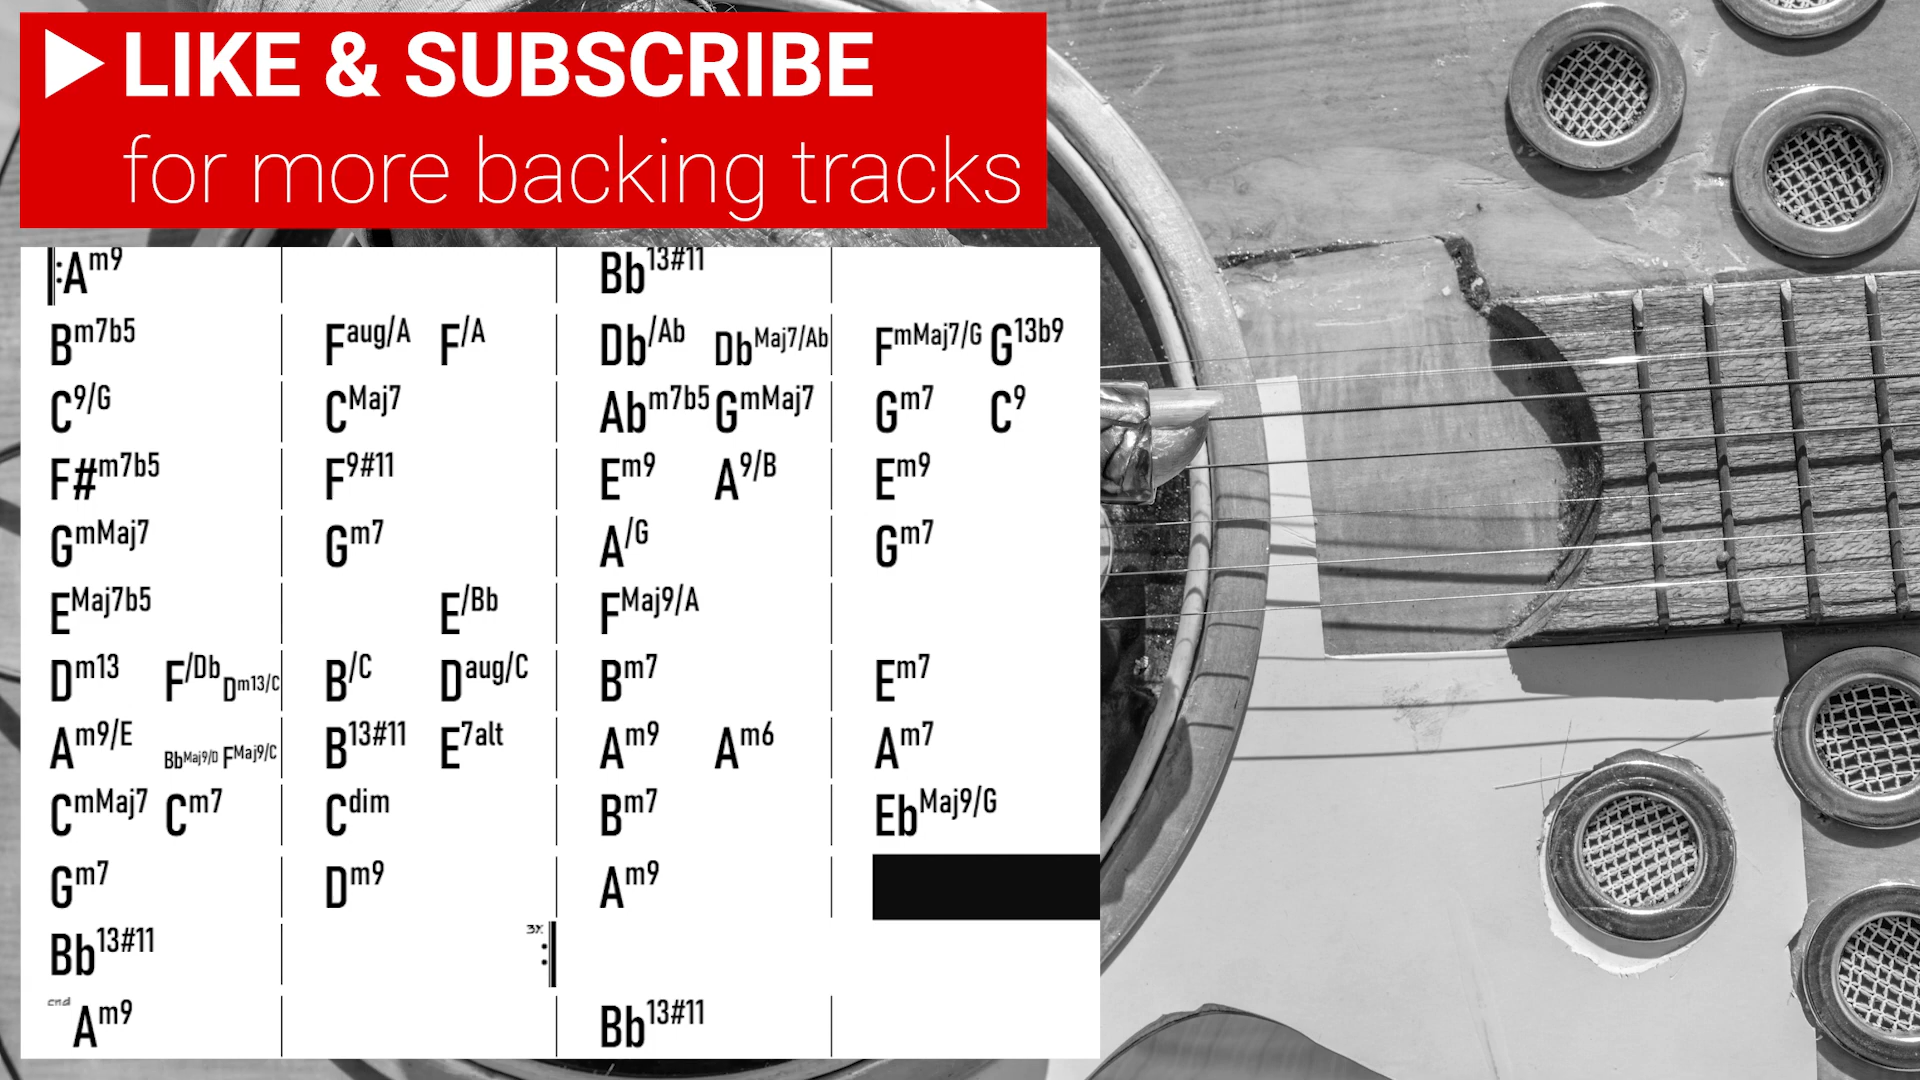 LIKE & SUBSCRIBE
for more backing tracks
Am9 Bb13#11
Bm7b5 Faug/A F/A Db/Ab DbMaj7/Ab FmMaj7/G G13b9
C9/G CMaj7 Abm7b5 GmMaj7 Gm7 C9
F#m7b5 F9#11 Em9 A9/B Em9
GmMaj7 Gm7 A/G Gm7
EMaj7b5 E/Bb FMaj9/A
Dm13 F/Db Dm13/C B/C Daug/C Bm7 Em7
Am9/E BbMaj9/D FMaj9/C B13#11 E7alt Am9 Am6 Am7
CmMaj7 Cm7 Cdim Bm7 EbMaj9/G
Gm7 Dm9 Am9
Bb13#11 3x
end Am9 Bb13#11